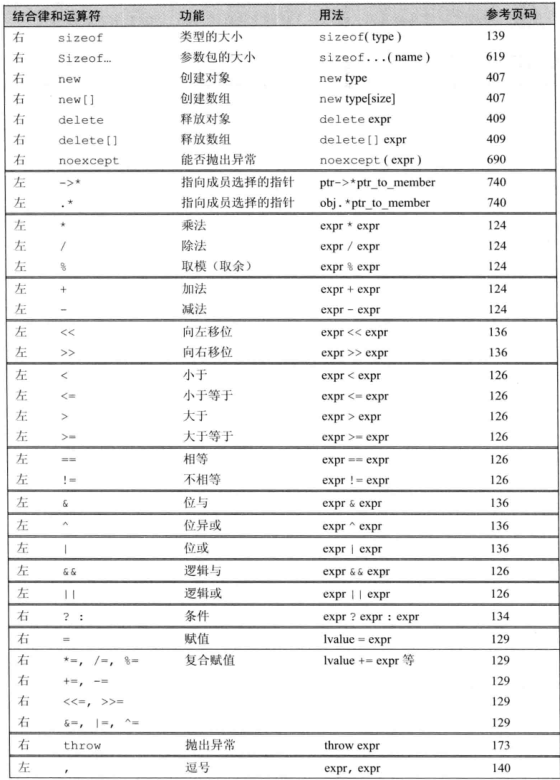 结合律和运算符 功能 用法 参考页码
右 sizeof 类型的大小 sizeof( type ) 139
右 Sizeof… 参数包的大小 sizeof...( name ) 619
右 new 创建对象 new type 407
右 new[] 创建数组 new type[size] 407
右 delete 释放对象 delete expr 409
右 delete[] 释放数组 delete[] expr 409
右 noexcept 能否抛出异常 noexcept( expr ) 690
左 ->* 指向成员选择的指针 ptr->*ptr_to_member 740
左 .* 指向成员选择的指针 obj.*ptr_to_member 740
左 * 乘法 expr * expr 124
左 / 除法 expr / expr 124
左 % 取模（取余） expr % expr 124
左 + 加法 expr + expr 124
左 - 减法 expr - expr 124
左 << 向左移位 expr << expr 136
左 >> 向右移位 expr >> expr 136
左 < 小于 expr < expr 126
左 <= 小于等于 expr <= expr 126
左 > 大于 expr > expr 126
左 >= 大于等于 expr >= expr 126
左 == 相等 expr == expr 126
左 != 不相等 expr != expr 126
左 & 位与 expr & expr 136
左 ^ 位异或 expr ^ expr 136
左 | 位或 expr | expr 136
左 && 逻辑与 expr && expr 126
左 || 逻辑或 expr || expr 126
右 ? : 条件 expr ? expr : expr 134
右 = 赋值 lvalue = expr 129
右 *=, /=, %= 复合赋值 lvalue += expr 等 129
右 +=, -= 129
右 <<=, >>= 129
右 &=, |=, ^= 129
右 throw 抛出异常 throw expr 173
左 , 逗号 expr, expr 140